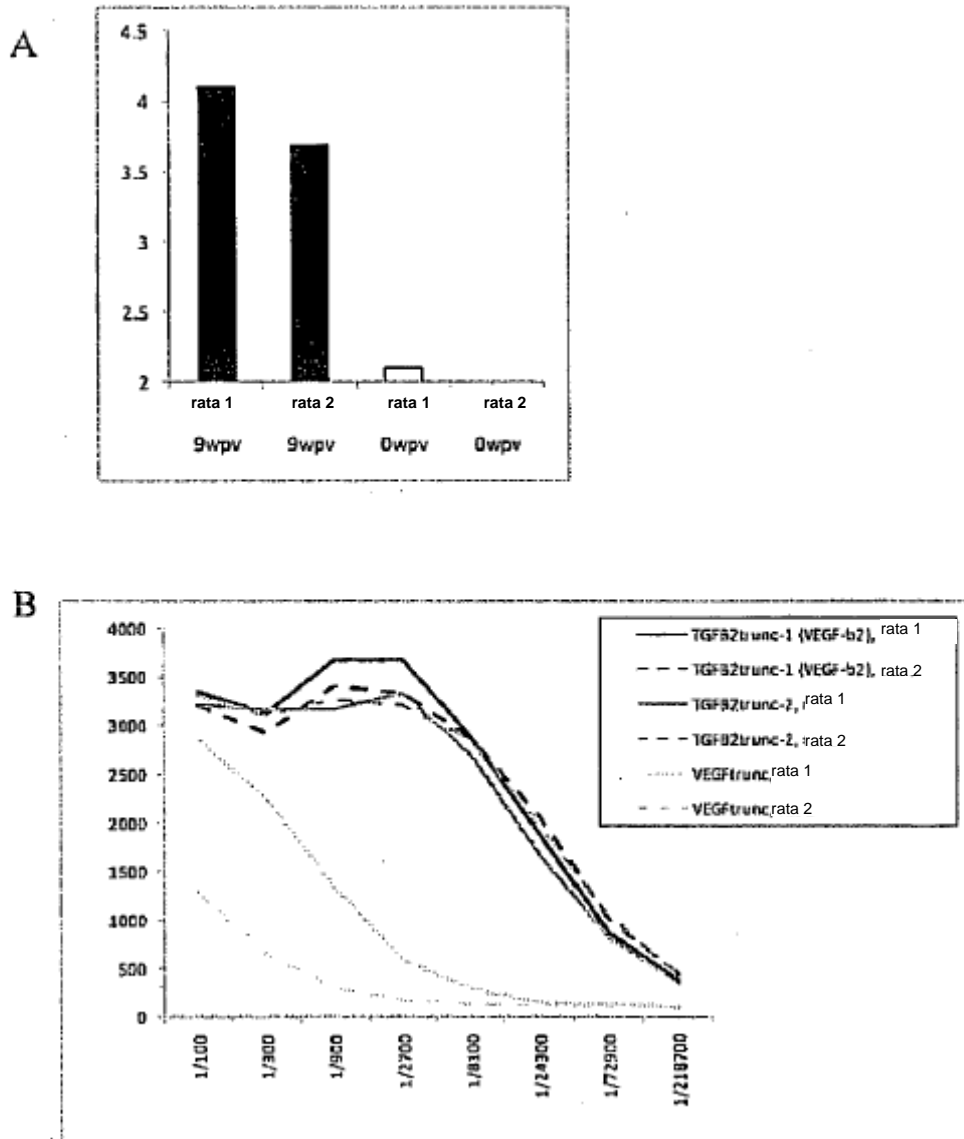 A
4.5
4
3.5
3
2.5
2
rata 1 rata 2 rata 1 rata 2
9wpv 9wpv 0wpv 0wpv
B
4000
3500
3000
2500
2000
1500
1000
500
0
1/100 1/300 1/900 1/2700 1/8100 1/24300 1/72900 1/218700
TGFB2trunc-1 (VEGF-b2), rata 1
TGFB2trunc-1 (VEGF-b2), rata 2
TGFB2trunc-2, rata 1
TGFB2trunc-2, rata 2
VEGFtrunc, rata 1
VEGFtrunc, rata 2